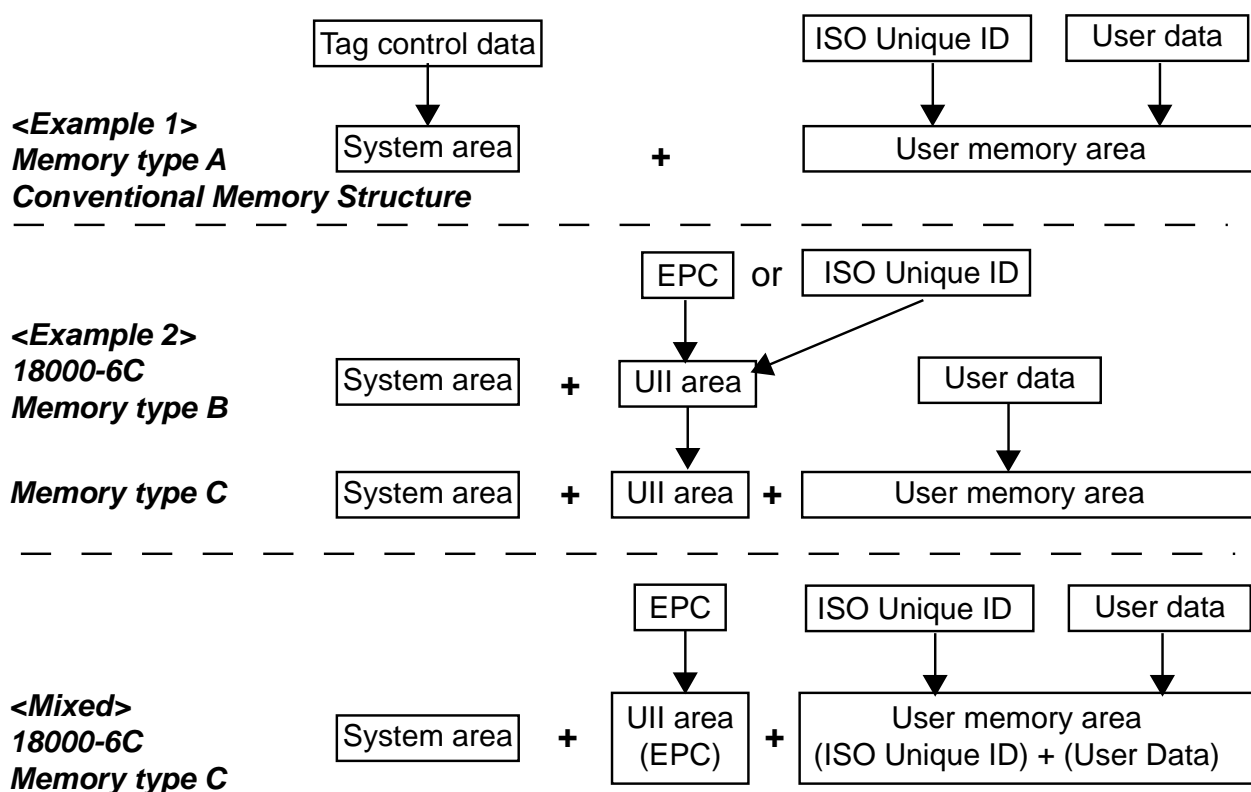 Tag control data
ISO Unique ID
User data
<Example 1>
Memory type A
Conventional Memory Structure
System area
+
User memory area
EPC or ISO Unique ID
<Example 2>
18000-6C
Memory type B
System area
+
UII area
User data
Memory type C
System area
+
UII area
+
User memory area
EPC
ISO Unique ID
User data
<Mixed>
18000-6C
Memory type C
System area
+
UII area
(EPC)
+
User memory area
(ISO Unique ID) + (User Data)